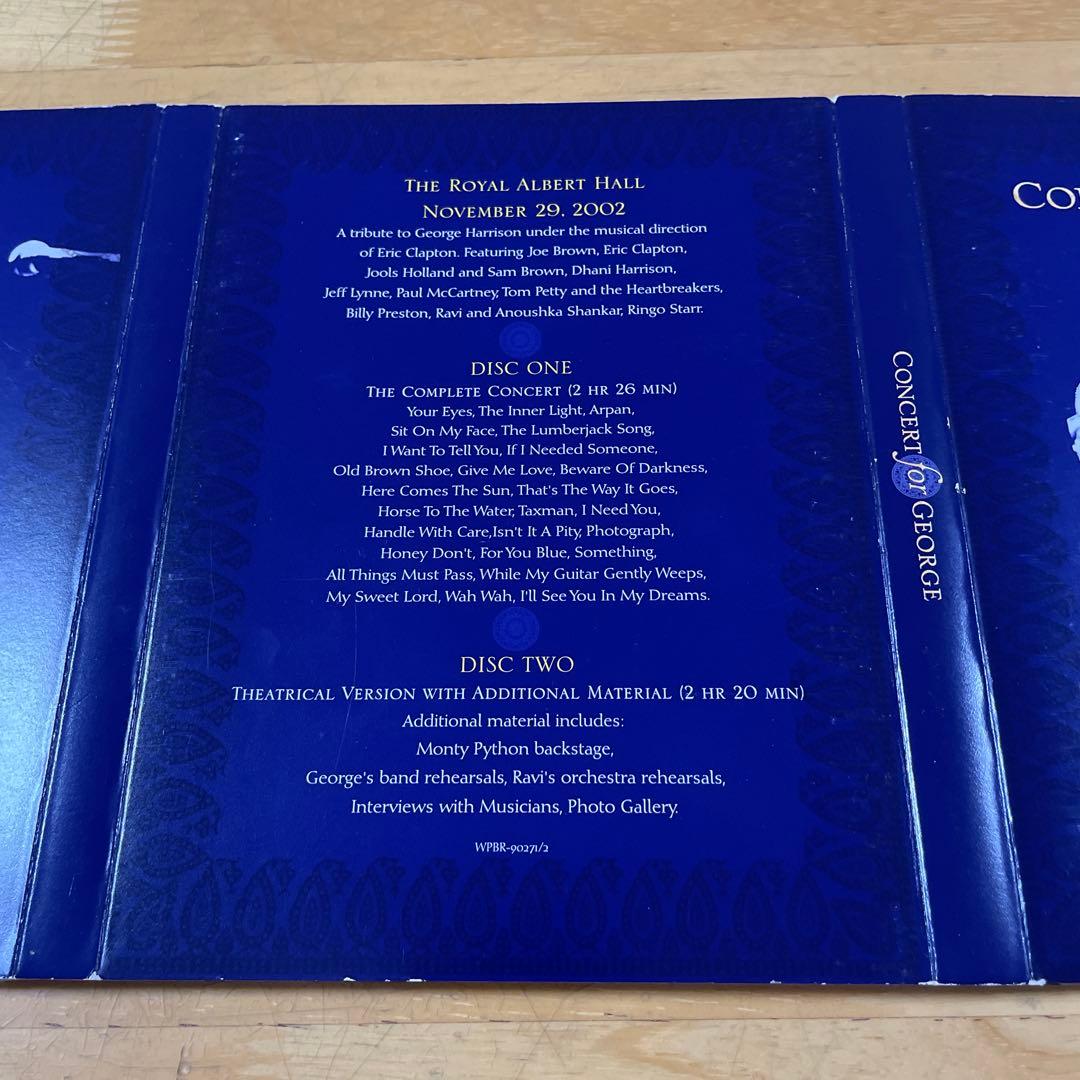 THE ROYAL ALBERT HALL
NOVEMBER 29, 2002
A tribute to George Harrison under the musical direction
of Eric Clapton. Featuring Joe Brown, Eric Clapton,
Jools Holland and Sam Brown, Dhani Harrison,
Jeff Lynne, Paul McCartney, Tom Petty and the Heartbreakers,
Billy Preston, Ravi and Anoushka Shankar, Ringo Starr.
DISC ONE
THE COMPLETE CONCERT (2 HR 26 MIN)
Your Eyes, The Inner Light, Arpan,
Sit On My Face, The Lumberjack Song,
I Want To Tell You, If I Needed Someone,
Old Brown Shoe, Give Me Love, Beware Of Darkness,
Here Comes The Sun, That's The Way It Goes,
Horse To The Water, Taxman, I Need You,
Handle With Care,Isn't It A Pity, Photograph,
Honey Don't, For You Blue, Something,
All Things Must Pass, While My Guitar Gently Weeps,
My Sweet Lord, Wah Wah, I'll See You In My Dreams.
DISC TWO
THEATRICAL VERSION WITH ADDITIONAL MATERIAL (2 HR 20 MIN)
Additional material includes:
Monty Python backstage,
George's band rehearsals, Ravi's orchestra rehearsals,
Interviews with Musicians, Photo Gallery.
WPBR-90271/2
CONCERT for GEORGE